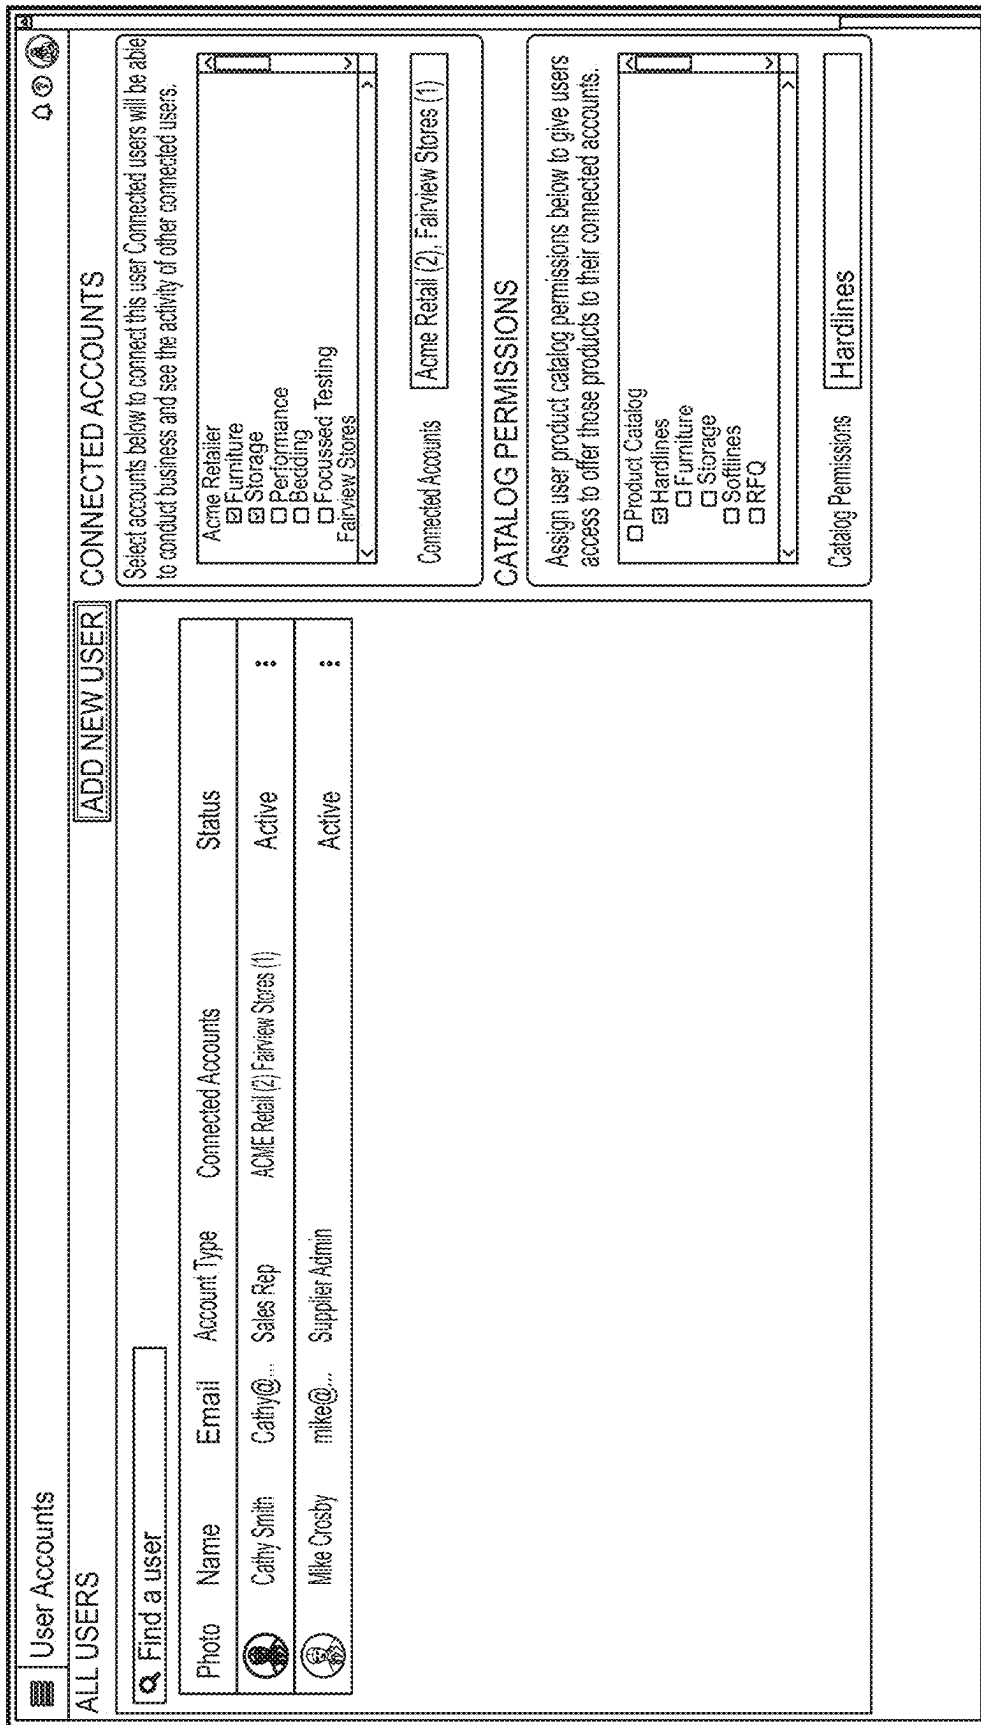 User Accounts
ALL USERS
ADD NEW USER
Find a user
Photo Name Email Account Type Connected Accounts Status
Cathy Smith Cathy@... Sales Rep ACME Retail (2) Fairview Stores (1) Active
Mike Crosby mike@... Supplier Admin Active
CONNECTED ACCOUNTS
Select accounts below to connect this user Connected users will be able
to conduct business and see the activity of other connected users.
Acme Retailer
Furniture
Storage
Performance
Bedding
Focussed Testing
Fairview Stores
Connected Accounts Acme Retail (2), Fairview Stores (1)
CATALOG PERMISSIONS
Assign user product catalog permissions below to give users
access to offer those products to their connected accounts.
Product Catalog
Hardlines
Furniture
Storage
Softlines
RFQ
Catalog Permissions Hardlines